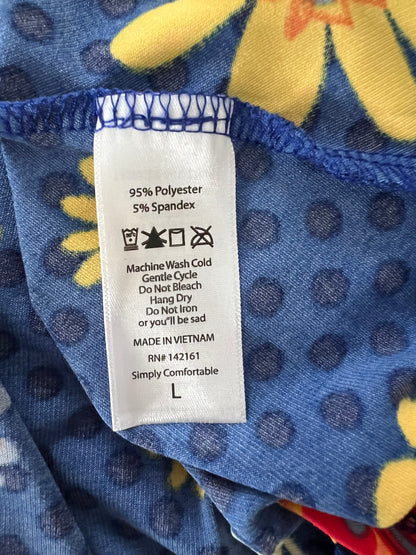 95% Polyester
5% Spandex
Machine Wash Cold
Gentle Cycle
Do Not Bleach
Hang Dry
Do Not Iron
or you'll be sad
MADE IN VIETNAM
RN# 142161
Simply Comfortable
L